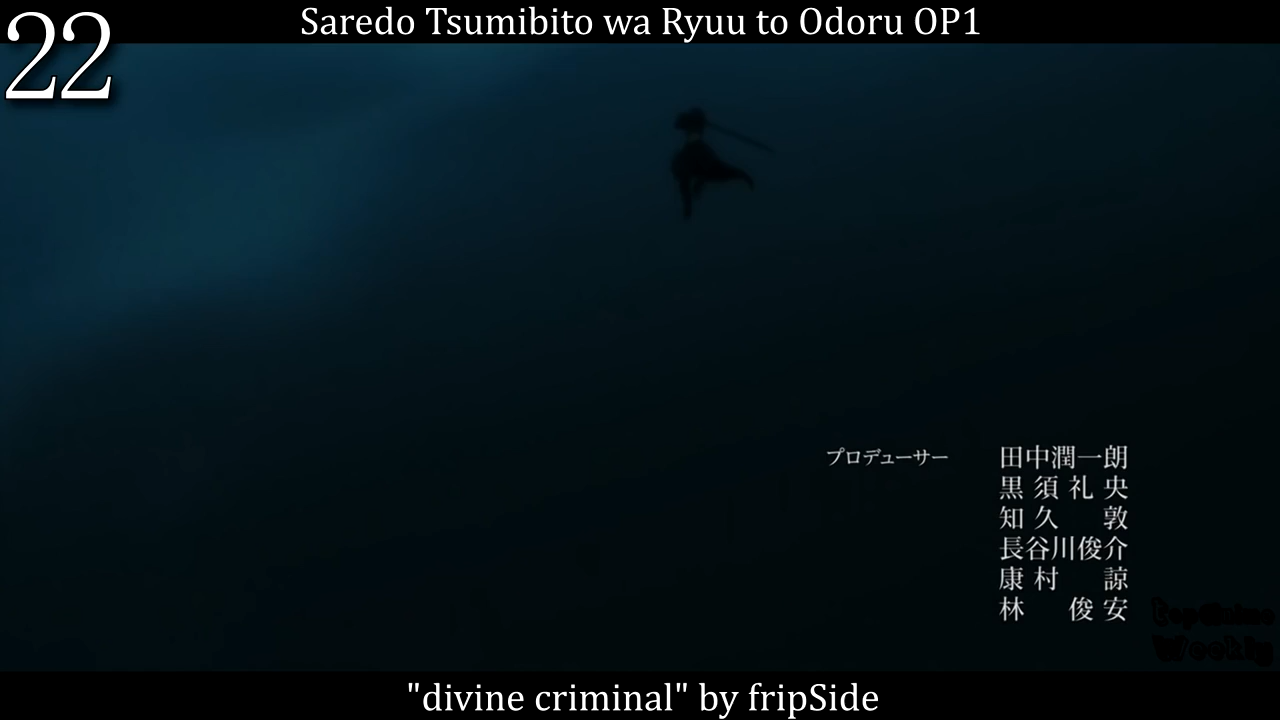 Saredo Tsumibito wa Ryuu to Odoru OP1
22
プロデューサー 田中潤一朗
黒須礼央
知久 敦
長谷川俊介
康村 諒
林 俊安
topanime
Weekly
"divine criminal" by fripSide